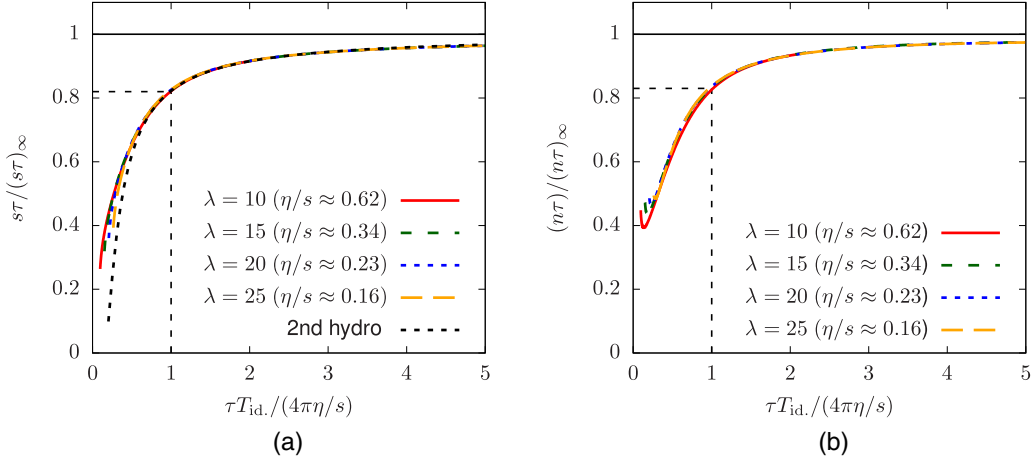 1
0.8
0.6
0.4
0.2
0
0 1 2 3 4 5
sτ/(sτ)∞
τT_id./(4πη/s)
λ = 10 (η/s ≈ 0.62)
λ = 15 (η/s ≈ 0.34)
λ = 20 (η/s ≈ 0.23)
λ = 25 (η/s ≈ 0.16)
2nd hydro
(a)
1
0.8
0.6
0.4
0.2
0
0 1 2 3 4 5
(nτ)/(nτ)∞
τT_id./(4πη/s)
λ = 10 (η/s ≈ 0.62)
λ = 15 (η/s ≈ 0.34)
λ = 20 (η/s ≈ 0.23)
λ = 25 (η/s ≈ 0.16)
(b)